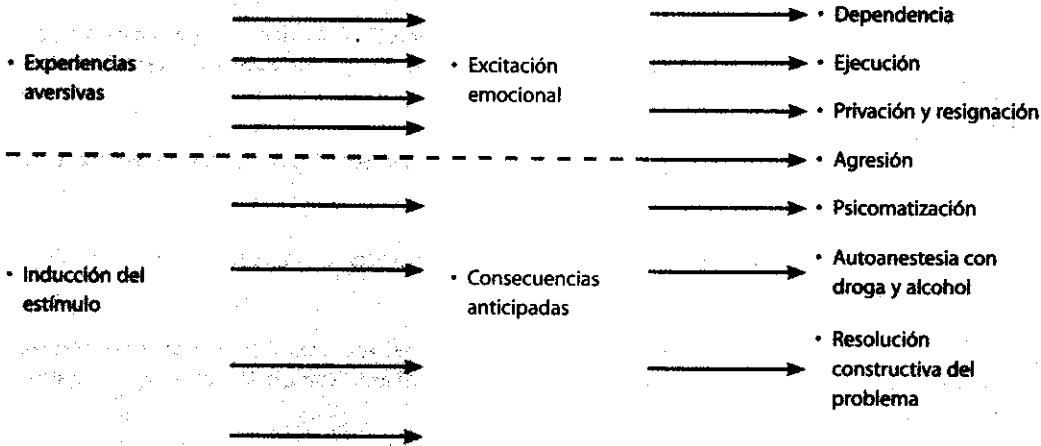 • Experiencias
aversivas
• Excitación
emocional
• Dependencia
• Ejecución
• Privación y resignación
• Agresión
• Psicomatización
• Inducción del
estímulo
• Consecuencias
anticipadas
• Autoanestesia con
droga y alcohol
• Resolución
constructiva del
problema